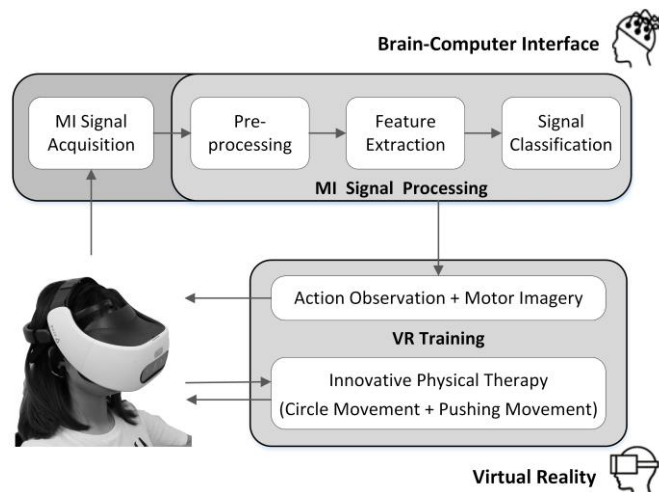 Brain-Computer Interface
MI Signal
Acquisition
Pre-
processing
Feature
Extraction
Signal
Classification
MI Signal Processing
Action Observation + Motor Imagery
VR Training
Innovative Physical Therapy
(Circle Movement + Pushing Movement)
Virtual Reality